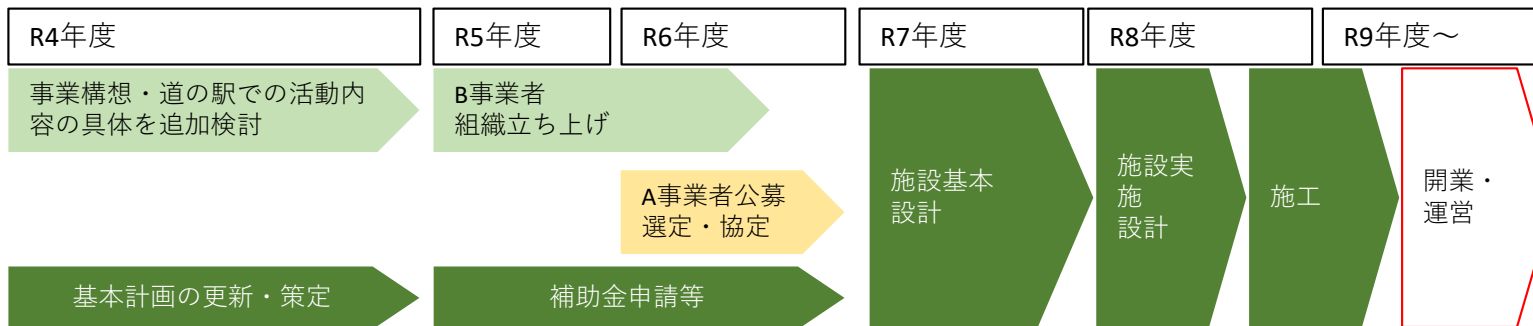 R4年度
R5年度
R6年度
R7年度
R8年度
R9年度～
事業構想・道の駅での活動内
容の具体を追加検討
B事業者
組織立ち上げ
A事業者公募
選定・協定
基本計画の更新・策定
補助金申請等
施設基本
設計
施設実
施
設計
施工
開業・
運営